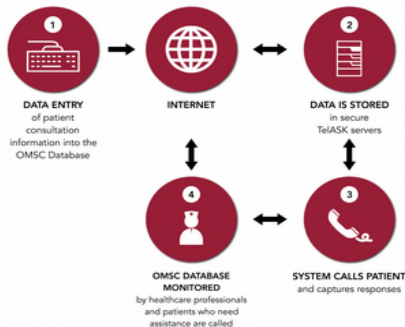 1
DATA ENTRY
of patient
consultation
information into the
OMSC Database
INTERNET
2
DATA IS STORED
in secure
TelASK servers
4
OMSC DATABASE
MONITORED
by healthcare professionals
and patients who need
assistance are called
3
SYSTEM CALLS PATIENT
and captures responses